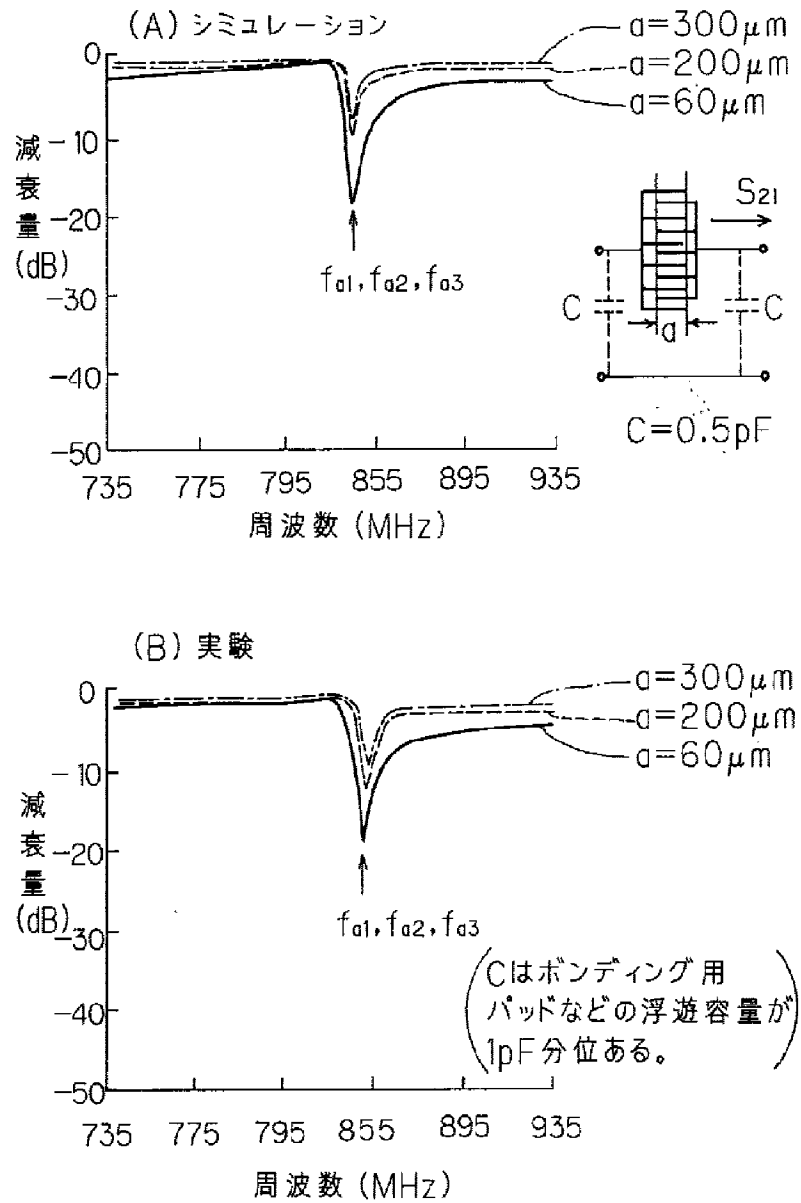 (A) シミュレーション
a=300μm
a=200μm
a=60μm
減衰量
(dB)
0
-10
-20
-30
-40
-50
fa1,fa2,fa3
S21
C
C
a
C=0.5pF
735 775 795 855 895 935
周波数 (MHz)
(B) 実験
a=300μm
a=200μm
a=60μm
減衰量
(dB)
0
-10
-20
-30
-40
-50
fa1,fa2,fa3
Cはボンディング用
パッドなどの浮遊容量が
1pF分位ある。
735 775 795 855 895 935
周波数 (MHz)